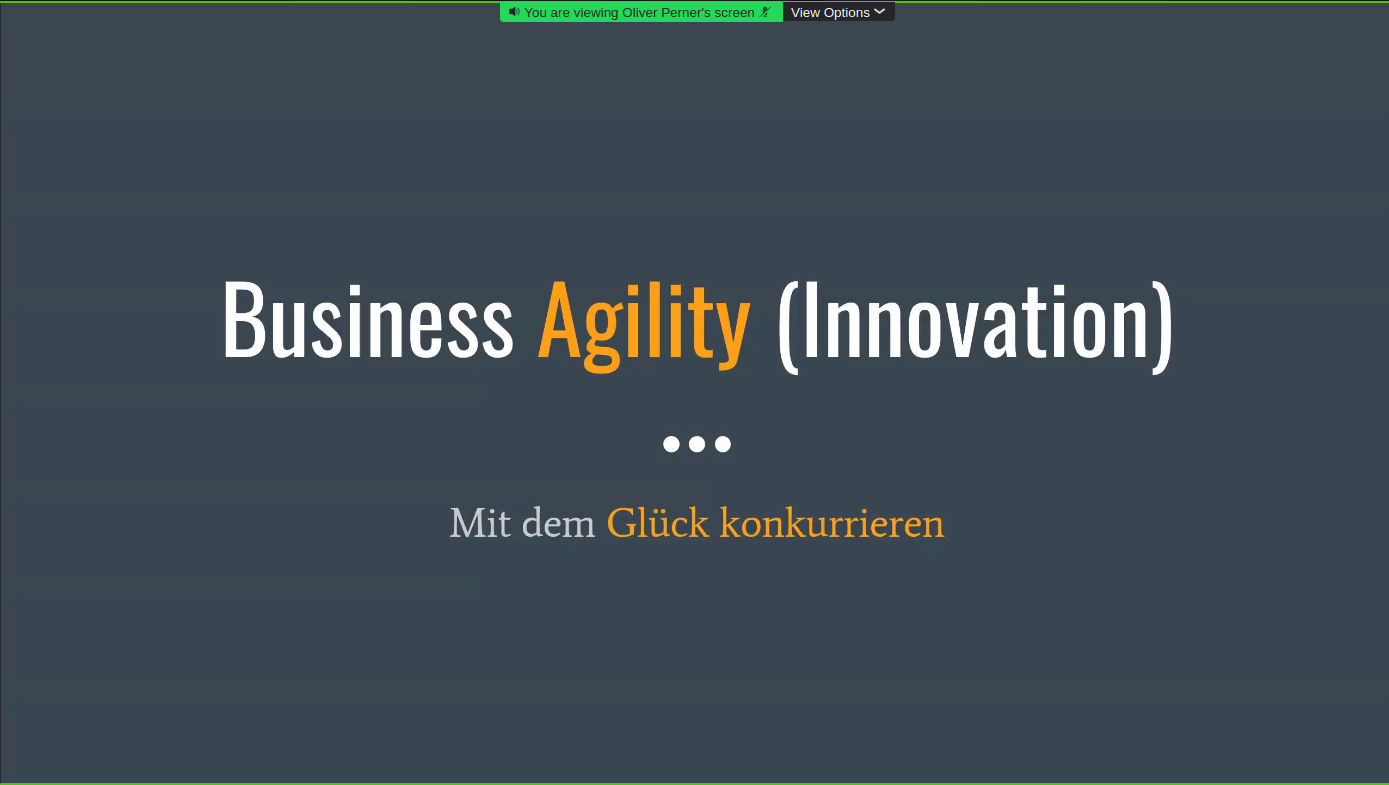 You are viewing Oliver Perner's screen View Options
Business Agility (Innovation)
Mit dem Glück konkurrieren